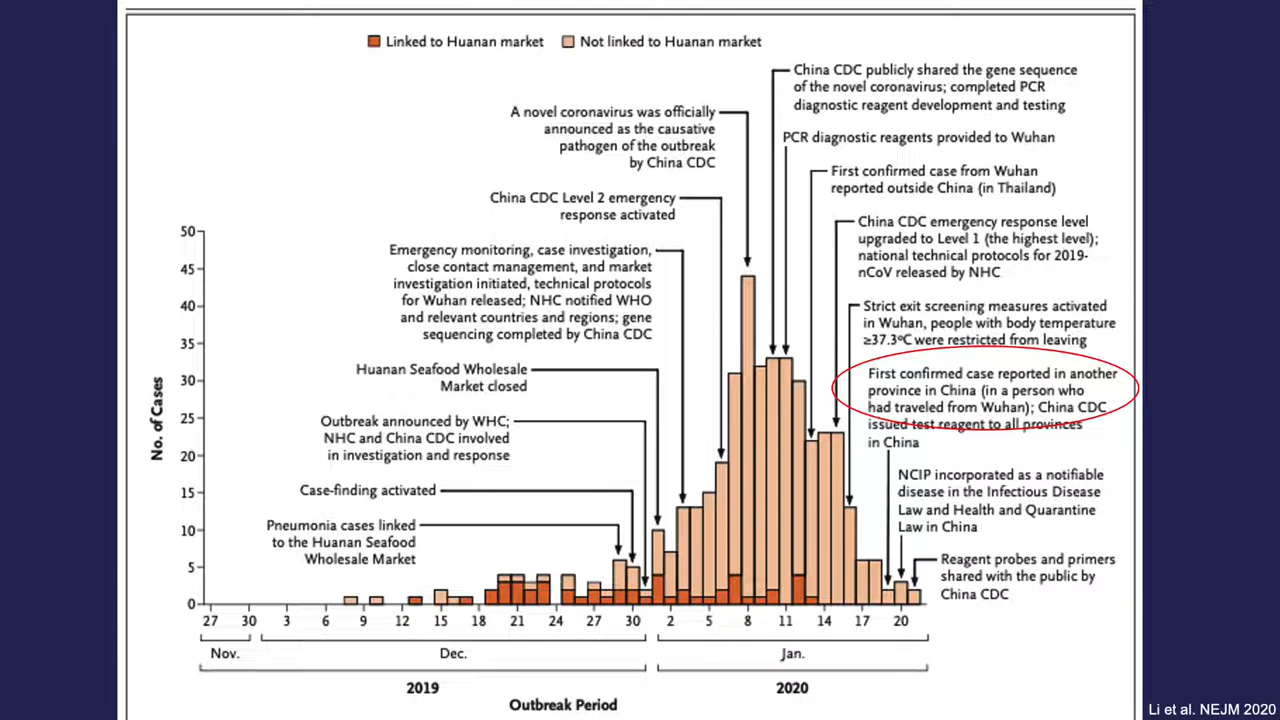 Linked to Huanan market
Not linked to Huanan market
China CDC publicly shared the gene sequence
of the novel coronavirus; completed PCR
diagnostic reagent development and testing
A novel coronavirus was officially
announced as the causative
pathogen of the outbreak
by China CDC
PCR diagnostic reagents provided to Wuhan
First confirmed case from Wuhan
reported outside China (in Thailand)
China CDC Level 2 emergency
response activated
China CDC emergency response level
upgraded to Level 1 (the highest level);
national technical protocols for 2019-
nCoV released by NHC
Emergency monitoring, case investigation,
close contact management, and market
investigation initiated, technical protocols
for Wuhan released; NHC notified WHO
and relevant countries and regions; gene
sequencing completed by China CDC
Strict exit screening measures activated
in Wuhan, people with body temperature
≥37.3ºC were restricted from leaving
Huanan Seafood Wholesale
Market closed
First confirmed case reported in another
province in China (in a person who
had traveled from Wuhan); China CDC
issued test reagent to all provinces
in China
Outbreak announced by WHC;
NHC and China CDC involved
in investigation and response
NCIP incorporated as a notifiable
disease in the Infectious Disease
Law and Health and Quarantine
Law in China
Case-finding activated
Pneumonia cases linked
to the Huanan Seafood
Wholesale Market
Reagent probes and primers
shared with the public by
China CDC
No. of Cases
50
45
40
35
30
25
20
15
10
5
0
27 30 3 6 9 12 15 18 21 24 27 30 2 5 8 11 14 17 20
Nov. Dec. Jan.
2019 2020
Outbreak Period
Li et al. NEJM 2020